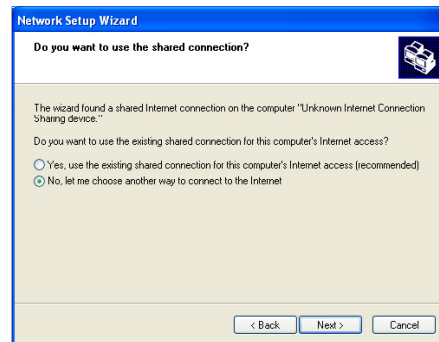 Network Setup Wizard
Do you want to use the shared connection?
The wizard found a shared Internet connection on the computer "Unknown Internet Connection
Sharing device."
Do you want to use the existing shared connection for this computer's Internet access?
Yes, use the existing shared connection for this computer's Internet access (recommended)
No, let me choose another way to connect to the Internet
< Back Next > Cancel